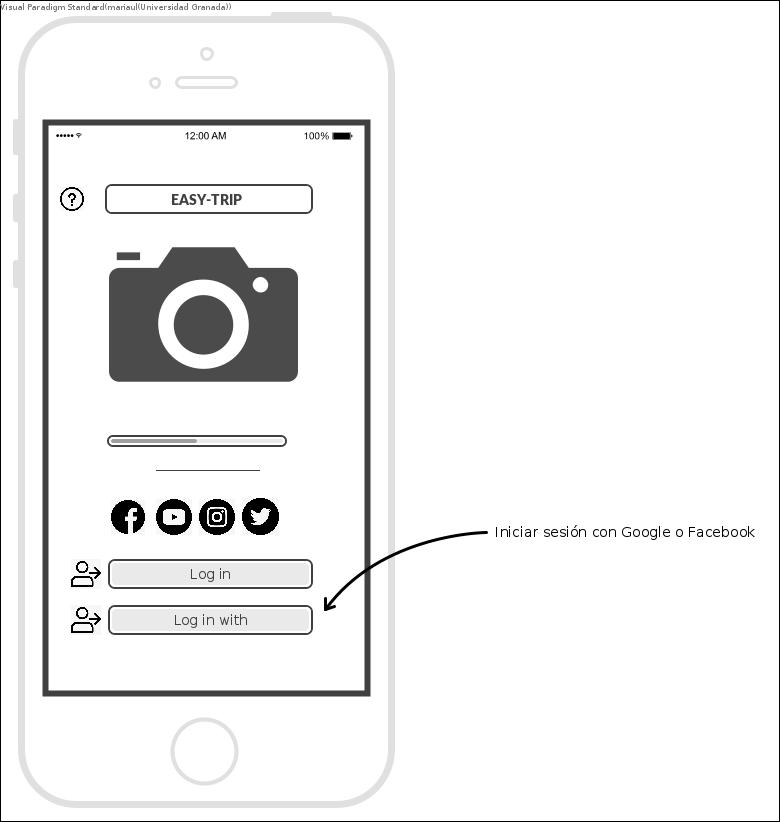 Visual Paradigm Standard(mariaul(Universidad Granada))
12:00 AM
100%
?
EASY-TRIP
Iniciar sesión con Google o Facebook
Log in
Log in with